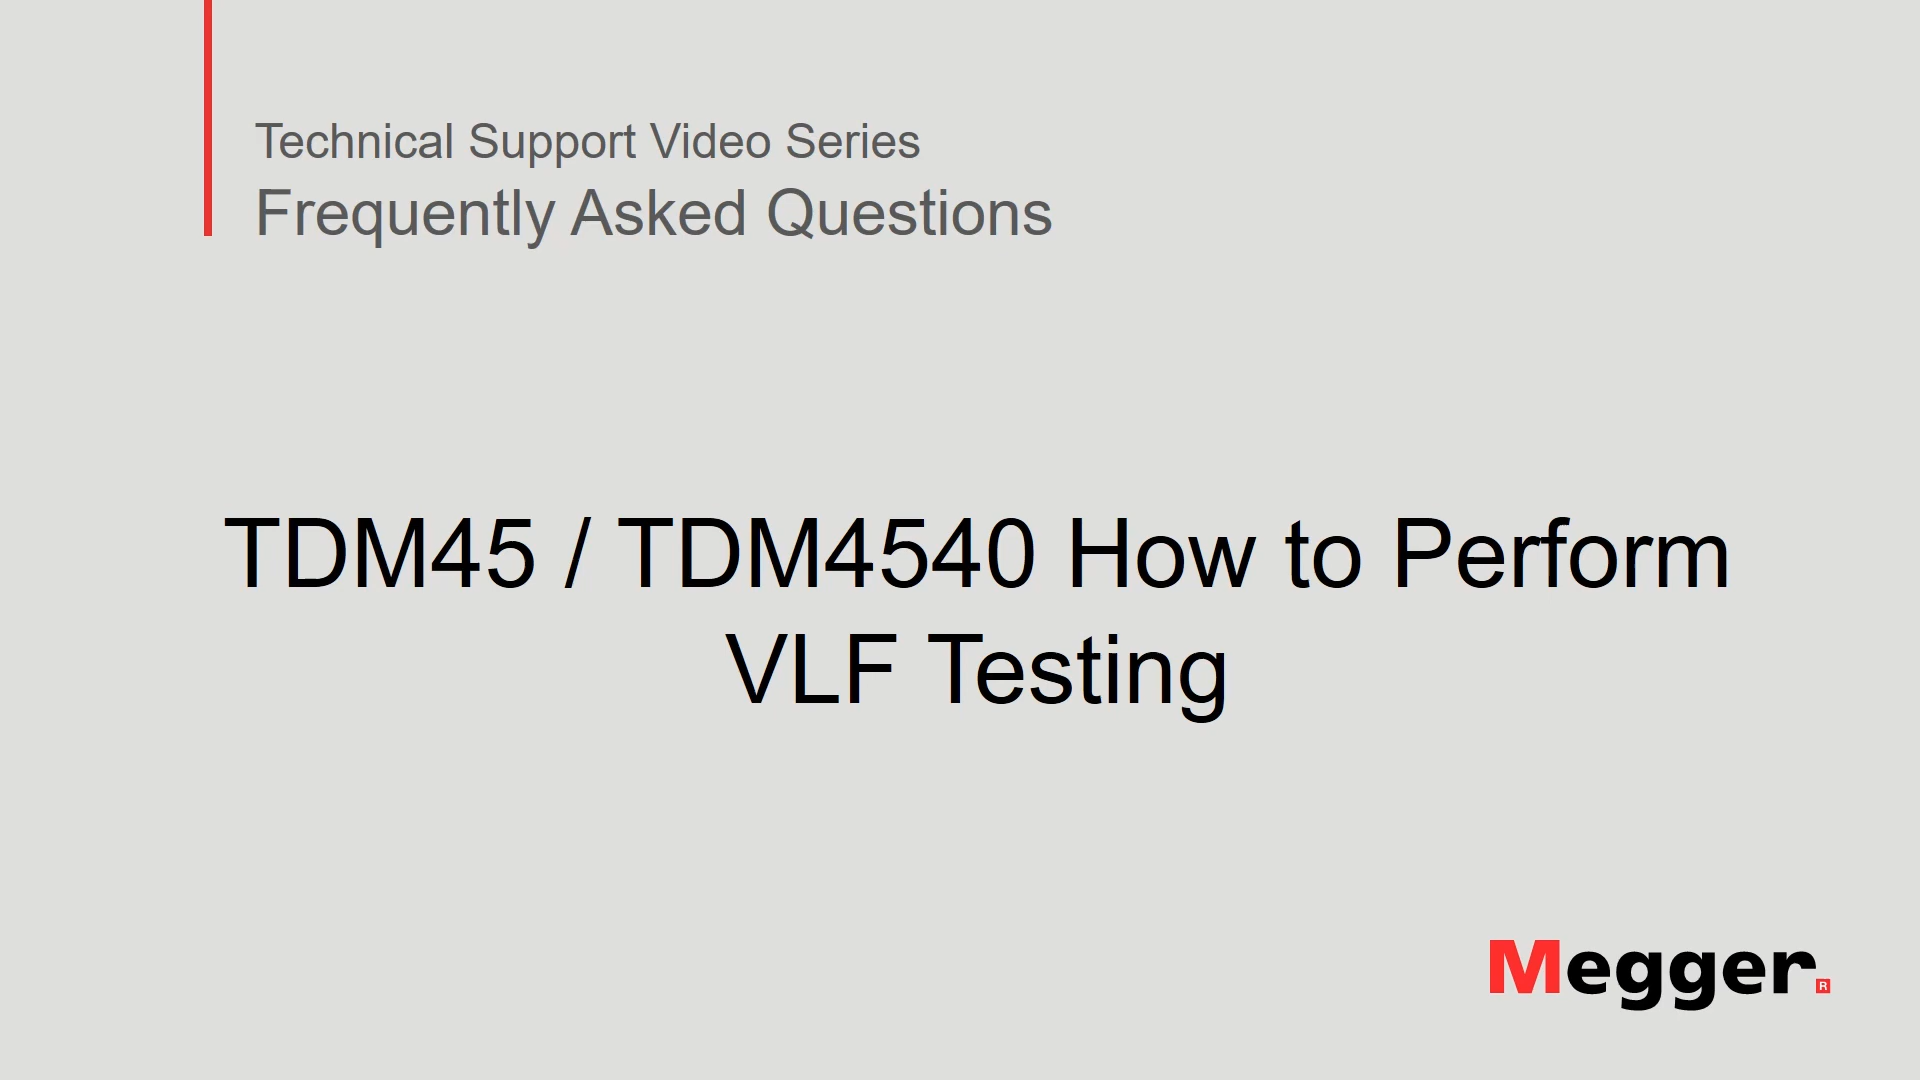 Technical Support Video Series
Frequently Asked Questions
TDM45 / TDM4540 How to Perform
VLF Testing
Megger®